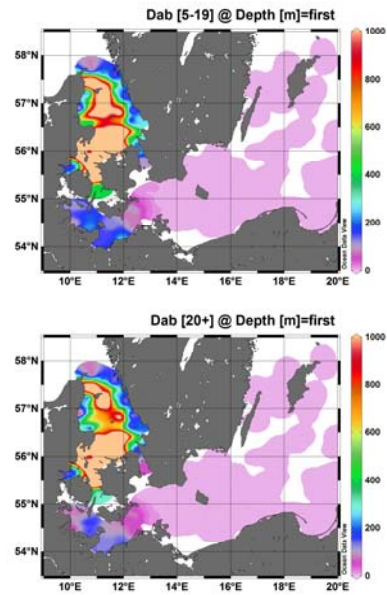 Dab [5-19] @ Depth [m]=first
58°N
57°N
56°N
55°N
54°N
10°E
12°E
14°E
16°E
18°E
20°E
1000
800
600
400
200
0
Ocean Data View
Dab [20+] @ Depth [m]=first
58°N
57°N
56°N
55°N
54°N
10°E
12°E
14°E
16°E
18°E
20°E
1000
800
600
400
200
0
Ocean Data View